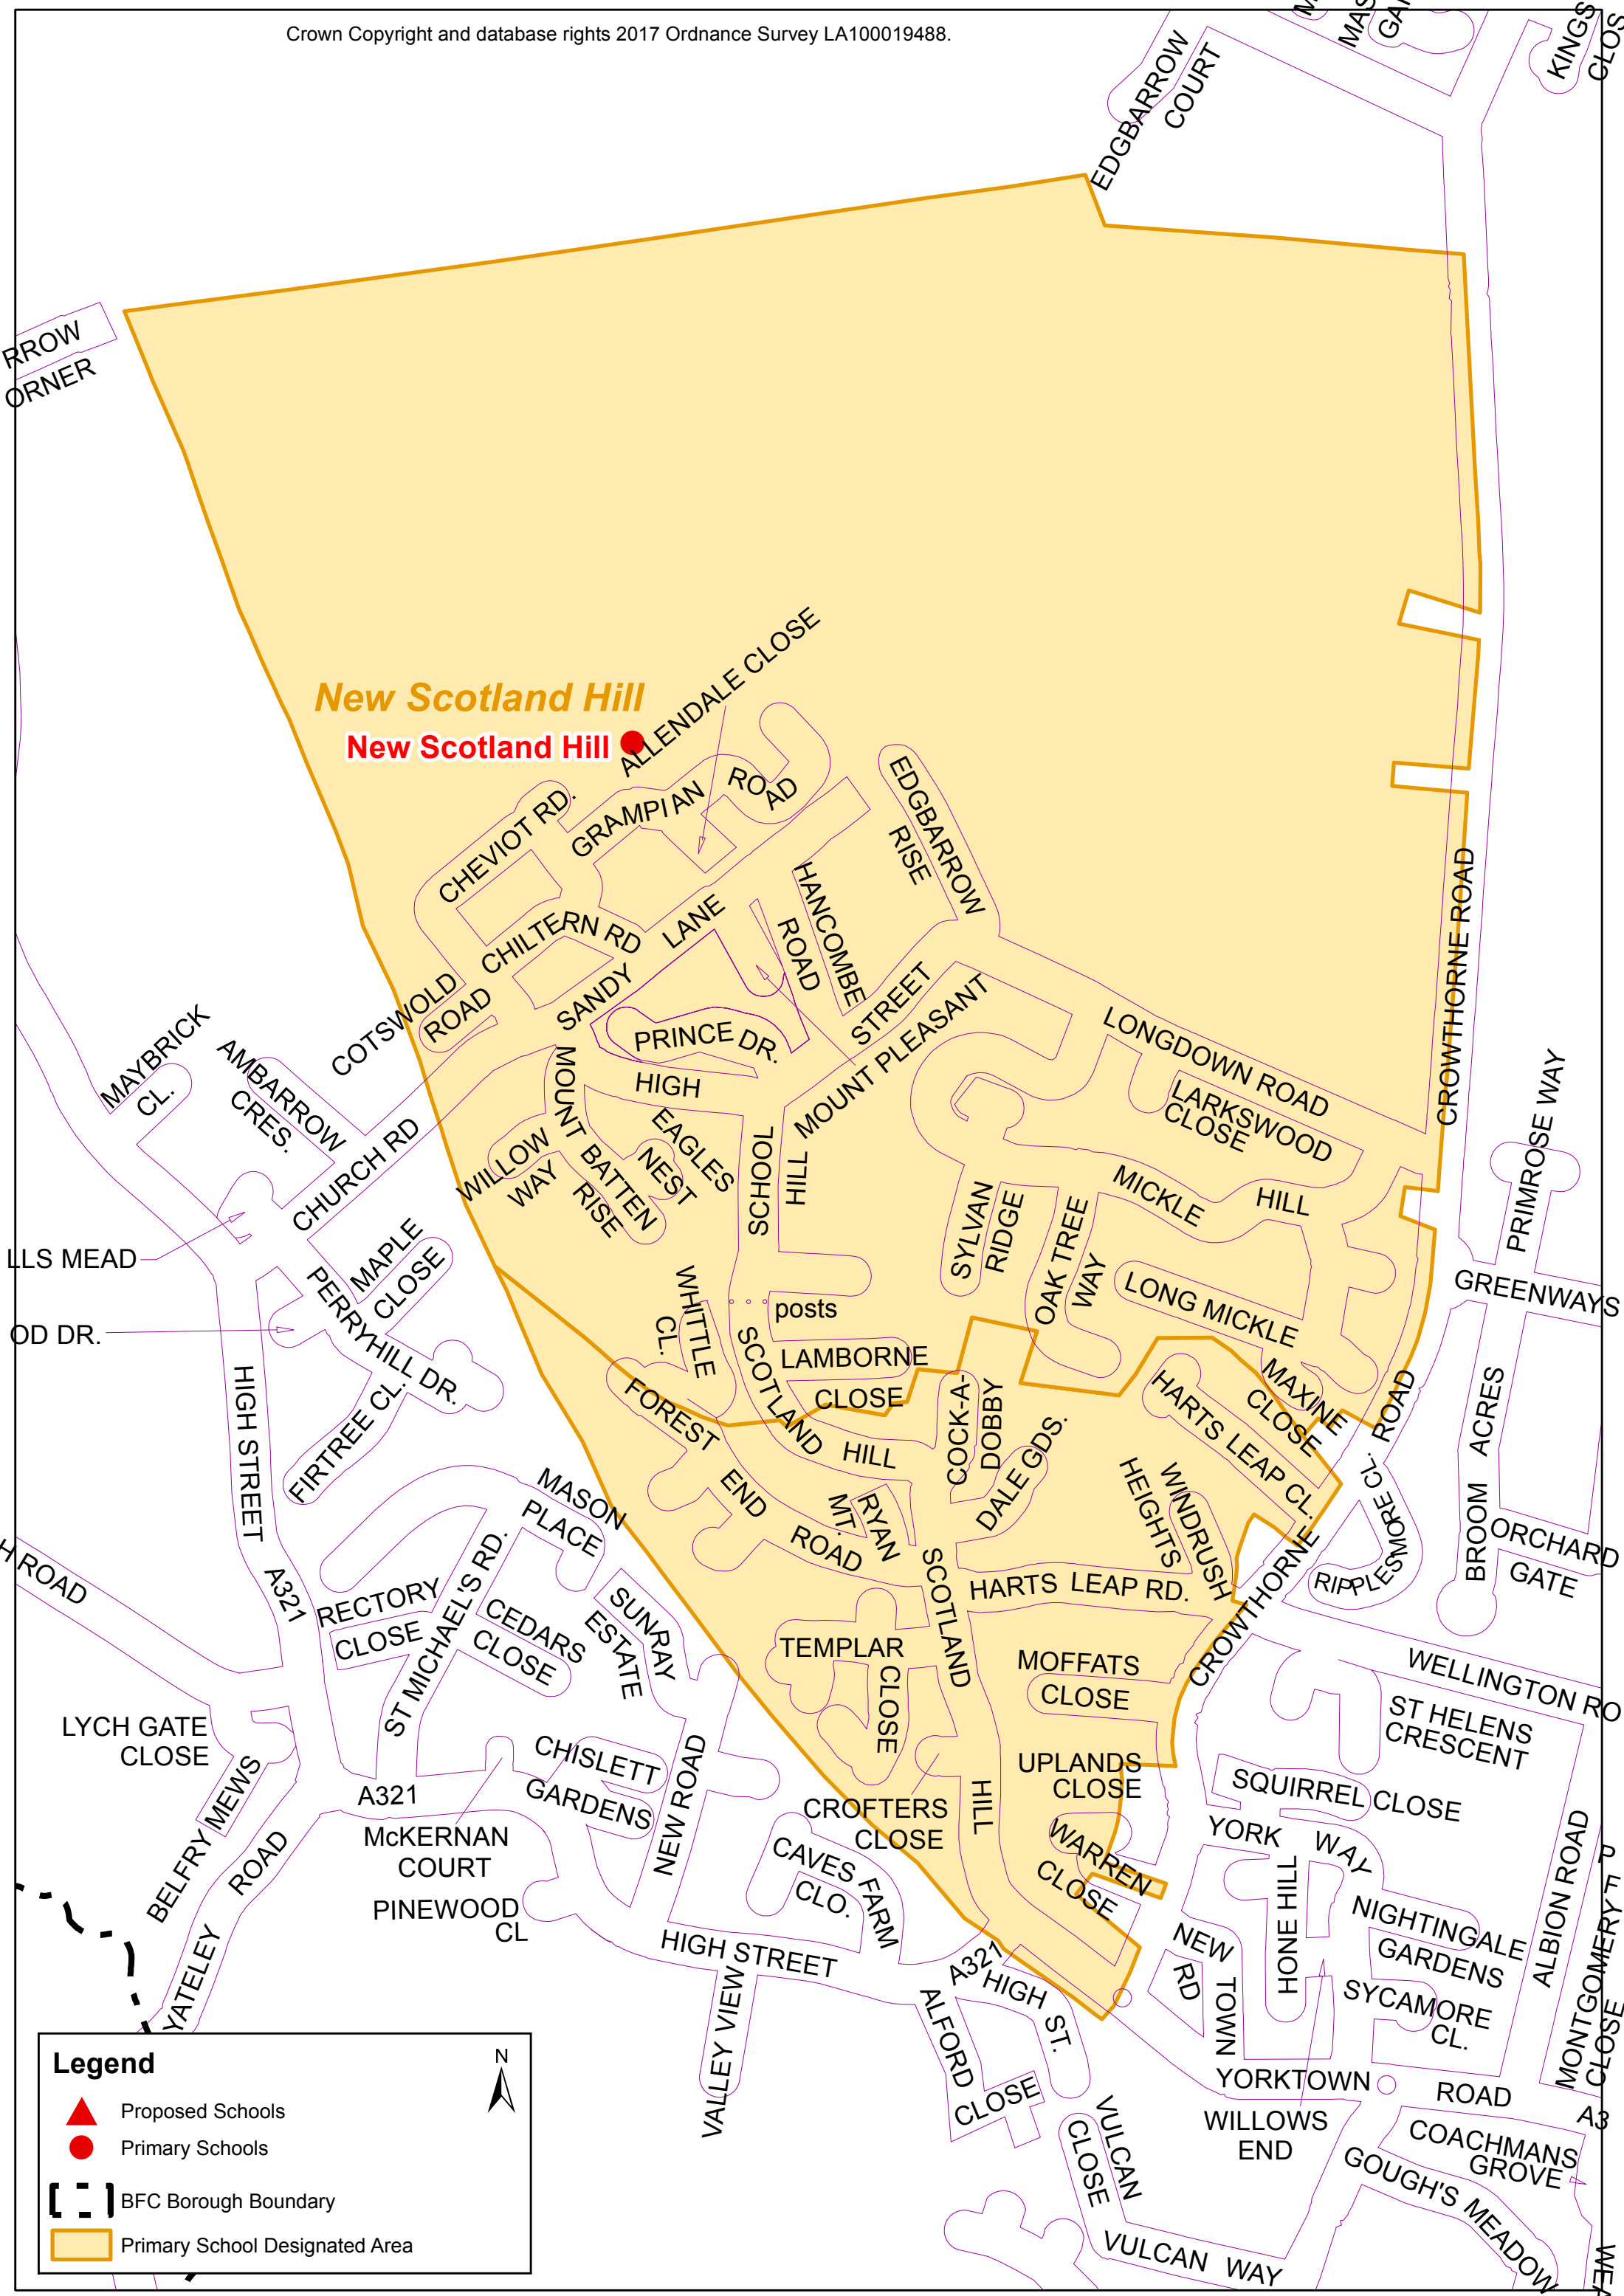 Crown Copyright and database rights 2017 Ordnance Survey LA100019488.
EDGBARROW
COURT
KINGS
CLOS
RROW
ORNER
New Scotland Hill
New Scotland Hill
ALLENDALE CLOSE
CHEVIOT RD.
GRAMPIAN ROAD
EDGBARROW
RISE
HANCOMBE
ROAD
CHILTERN RD
SANDY LANE
COTSWOLD
ROAD
PRINCE DR.
HIGH STREET
MOUNT PLEASANT
LONGDOWN ROAD
CROWTHORNE ROAD
LARKSWOOD
CLOSE
MAYBRICK
CL.
AMBARROW
CRES.
CHURCH RD
MOUNT BATTEN
RISE
WILLOW
WAY
EAGLES
NEST
SCHOOL
HILL
MICKLE HILL
SYLVAN
RIDGE
OAK TREE
WAY
LONG MICKLE
PRIMROSE WAY
GREENWAYS
LLS MEAD
MAPLE
CLOSE
OD DR.
PERRYHILL DR.
FIRTREE CL.
WHITTLE
CL.
posts
LAMBORNE
CLOSE
SCOTLAND HILL
COCK-A-
DOBBY
DALE GDS.
MAXINE
CLOSE
HARTS LEAP CL.
FOREST END ROAD
RYAN
MT.
WINDRUSH
HEIGHTS
HARTS LEAP RD.
CROWTHORNE ROAD
RIPPLESMORE CL.
BROOM ACRES
ORCHARD
GATE
HIGH STREET
A321
H ROAD
MASON
PLACE
RECTORY
CLOSE
ST MICHAEL'S RD.
CEDARS
CLOSE
SUNRAY
ESTATE
TEMPLAR
CLOSE
SCOTLAND HILL
MOFFATS
CLOSE
WELLINGTON RO
ST HELENS
CRESCENT
LYCH GATE
CLOSE
BELFRY MEWS
A321
McKERNAN
COURT
CHISLETT
GARDENS
NEW ROAD
UPLANDS
CLOSE
CROFTERS
CLOSE
WARREN
CLOSE
SQUIRREL CLOSE
YORK WAY
HONE HILL
NIGHTINGALE
GARDENS
ALBION ROAD
P
F
MONTGOMERY
CLOSE
YATELEY ROAD
PINEWOOD
CL
CAVES FARM
CLO.
HIGH STREET
VALLEY VIEW
A321
HIGH ST.
ALFORD
CLOSE
NEW
RD
TOWN
SYCAMORE
CL.
YORKTOWN ROAD
A3
WILLOWS
END
COACHMANS
GROVE
GOUGH'S MEADOW
VULCAN
CLOSE
VULCAN WAY
Legend
N
Proposed Schools
Primary Schools
BFC Borough Boundary
Primary School Designated Area